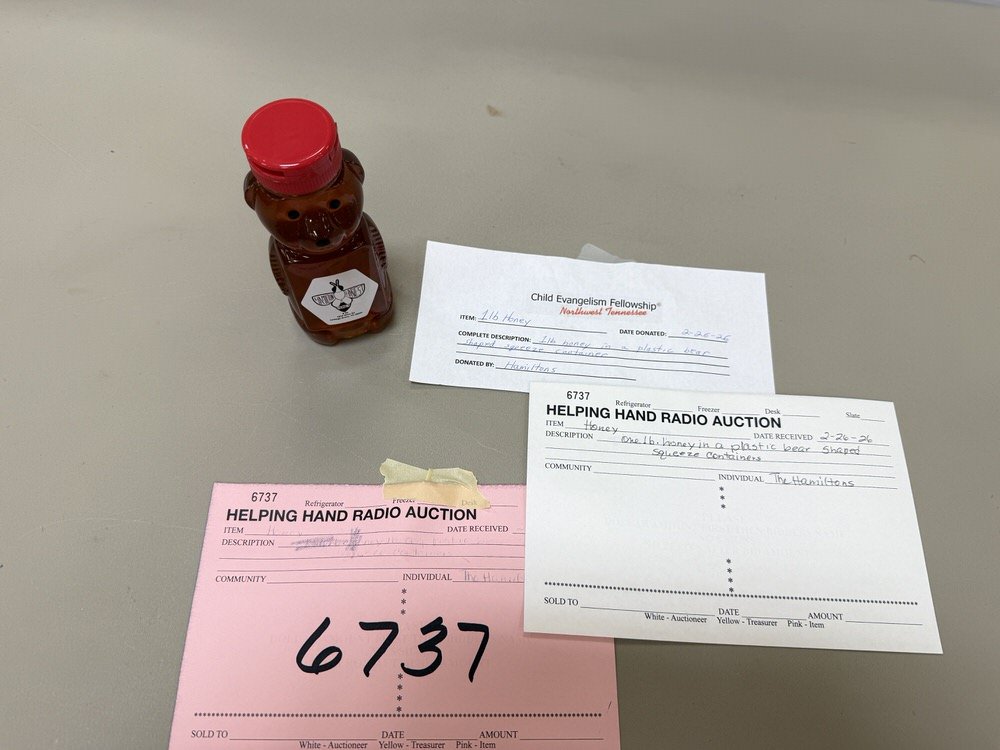 HAMILTON
Child Evangelism Fellowship®
Northwest Tennessee
ITEM: 1lb Honey DATE DONATED: 2-26-26
COMPLETE DESCRIPTION: 1lb honey in a plastic bear
shaped squeeze container
DONATED BY: Hamiltons
6737 Refrigerator Freezer Desk Slate
HELPING HAND RADIO AUCTION
ITEM Honey DATE RECEIVED 2-26-26
DESCRIPTION one lb. honey in a plastic bear shaped
squeeze containers
COMMUNITY INDIVIDUAL The Hamiltons
SOLD TO DATE AMOUNT
White - Auctioneer Yellow - Treasurer Pink - Item
6737 Refrigerator Freezer Desk
HELPING HAND RADIO AUCTION
ITEM DATE RECEIVED
DESCRIPTION
COMMUNITY INDIVIDUAL The
6737
SOLD TO DATE AMOUNT
White - Auctioneer Yellow - Treasurer Pink - Item